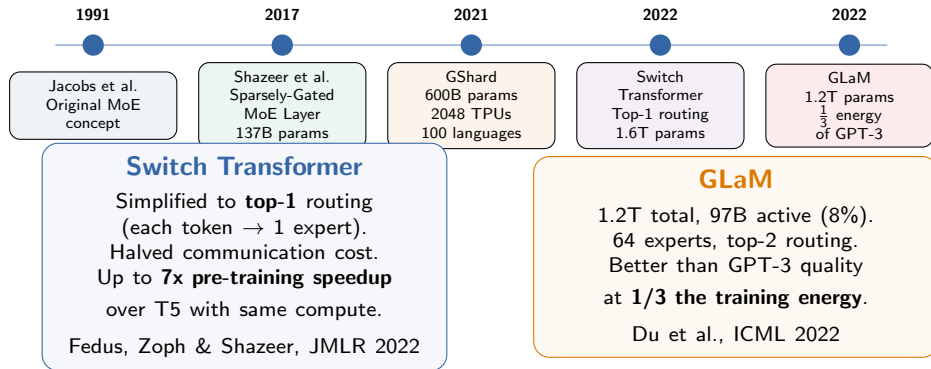 1991
2017
2021
2022
2022
Jacobs et al.
Original MoE
concept
Shazeer et al.
Sparsely-Gated
MoE Layer
137B params
GShard
600B params
2048 TPUs
100 languages
Switch
Transformer
Top-1 routing
1.6T params
GLaM
1.2T params
1/3 energy
of GPT-3
Switch Transformer
Simplified to top-1 routing
(each token → 1 expert).
Halved communication cost.
Up to 7x pre-training speedup
over T5 with same compute.
Fedus, Zoph & Shazeer, JMLR 2022
GLaM
1.2T total, 97B active (8%).
64 experts, top-2 routing.
Better than GPT-3 quality
at 1/3 the training energy.
Du et al., ICML 2022